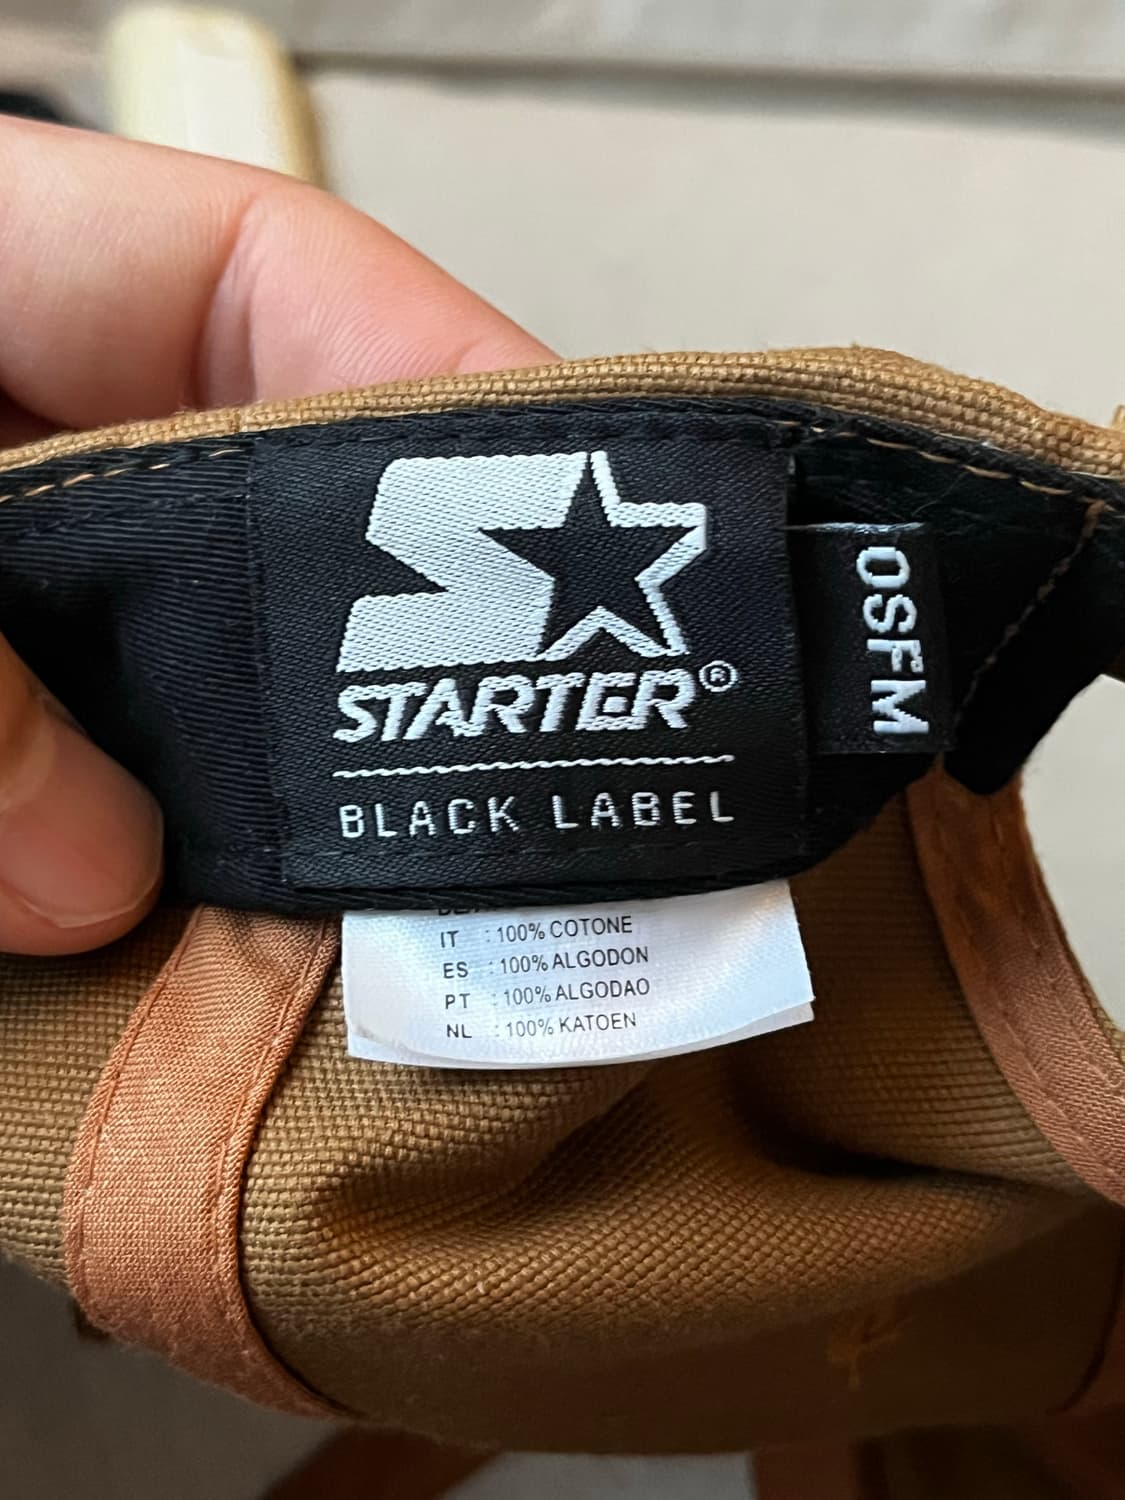 STARTER®
BLACK LABEL
OSFM
IT : 100% COTONE
ES : 100% ALGODON
PT : 100% ALGODAO
NL : 100% KATOEN